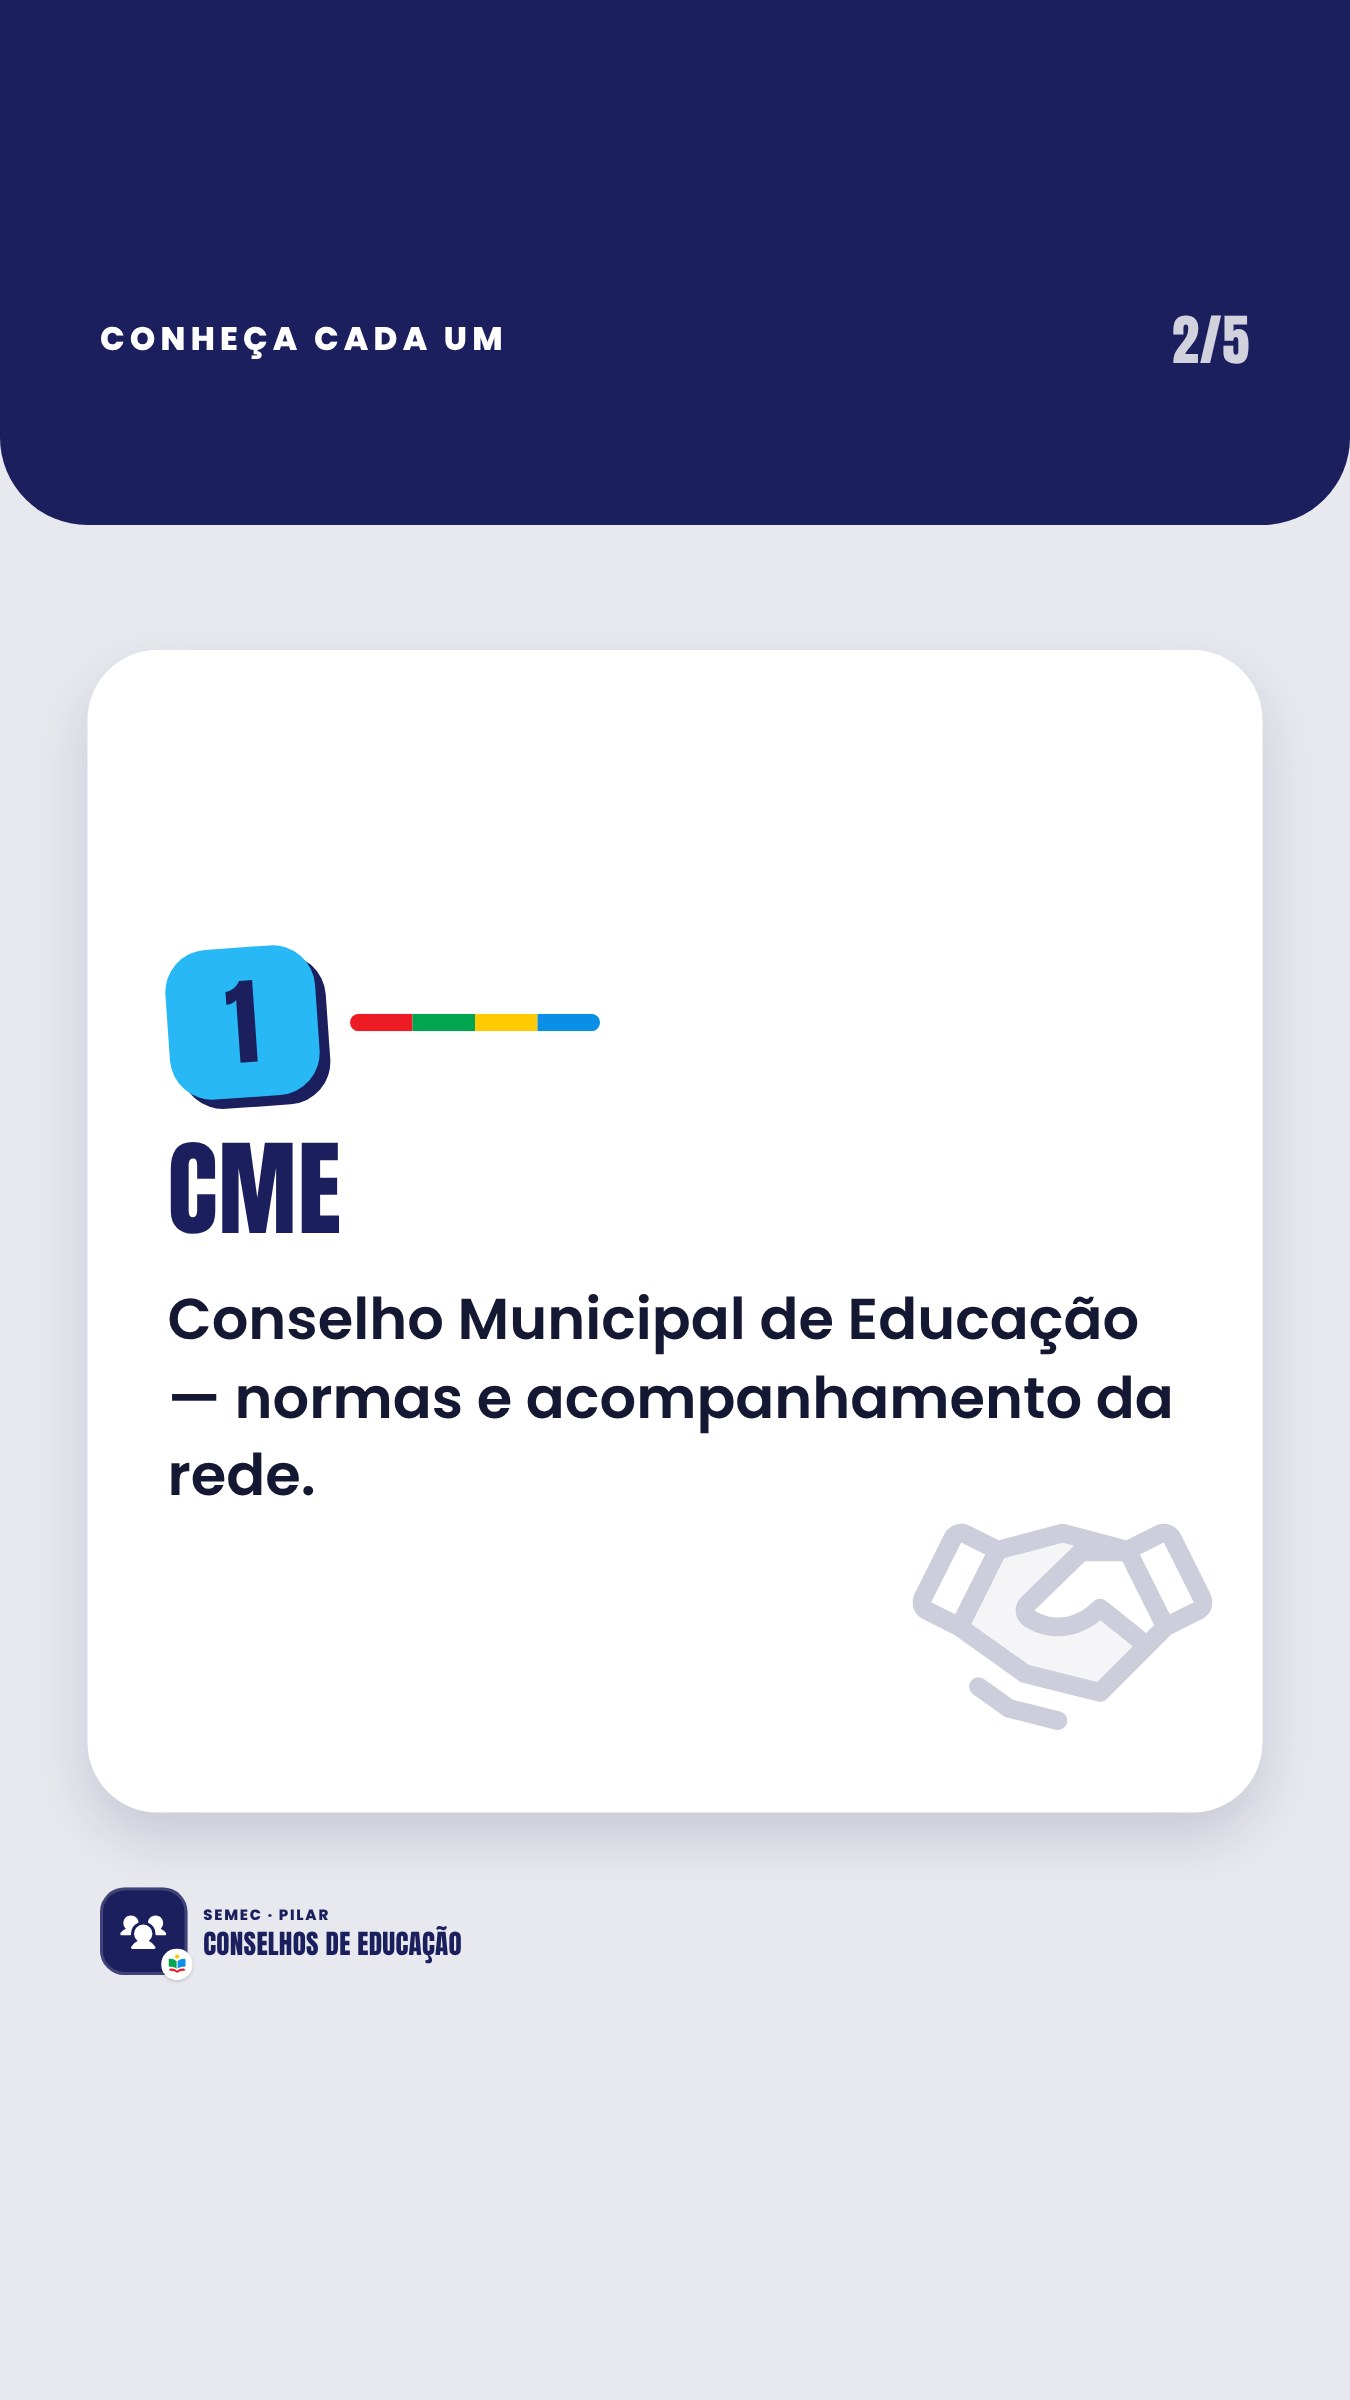 CONHEÇA CADA UM
2/5
1
CME
Conselho Municipal de Educação
— normas e acompanhamento da
rede.
SEMEC · PILAR
CONSELHOS DE EDUCAÇÃO